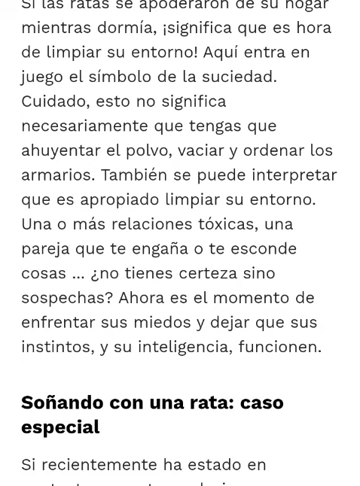 Si las ratas se apoderaron de su hogar
mientras dormía, ¡significa que es hora
de limpiar su entorno! Aquí entra en
juego el símbolo de la suciedad.
Cuidado, esto no significa
necesariamente que tengas que
ahuyentar el polvo, vaciar y ordenar los
armarios. También se puede interpretar
que es apropiado limpiar su entorno.
Una o más relaciones tóxicas, una
pareja que te engaña o te esconde
cosas ... ¿no tienes certeza sino
sospechas? Ahora es el momento de
enfrentar sus miedos y dejar que sus
instintos, y su inteligencia, funcionen.
Soñando con una rata: caso
especial
Si recientemente ha estado en